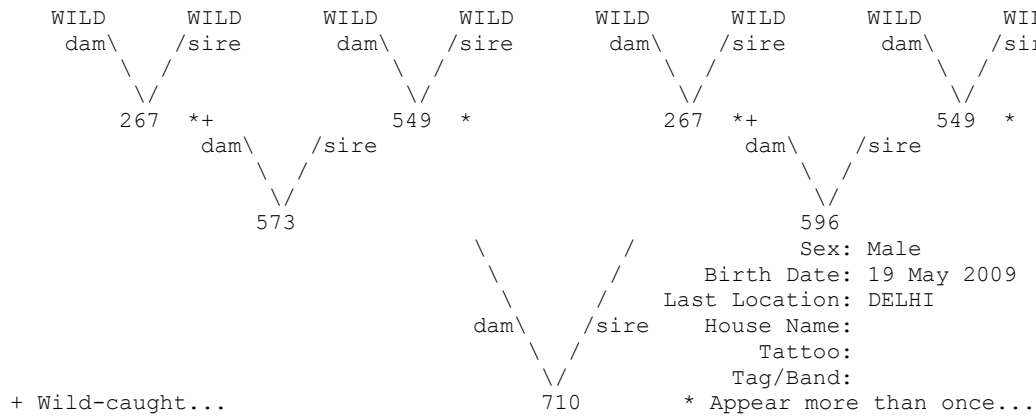 WILD WILD WILD WILD WILD WILD WILD
dam\ /sire dam\ /sire dam\ /sire dam\
\ / \ / \ / \ /
\/ \/ \/ \/
267 *+ 549 * 267 *+ 549 *
dam\ /sire dam\ /sire
\ / \ /
\/ \/
573 596
\ / Sex: Male
\ / Birth Date: 19 May 2009
\ / Last Location: DELHI
dam\ /sire House Name:
\ / Tattoo:
\/ Tag/Band:
+ Wild-caught... 710 * Appear more than once...